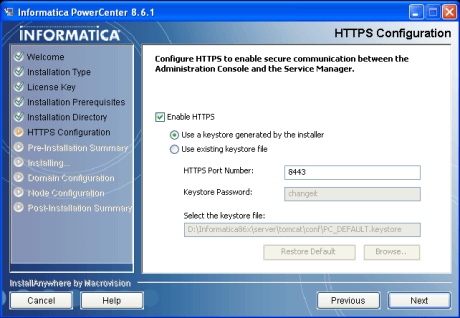 Informatica PowerCenter 8.6.1
INFORMATICA
HTTPS Configuration
Welcome
Installation Type
License Key
Installation Prerequisites
Installation Directory
HTTPS Configuration
Pre-Installation Summary
Installing...
Domain Configuration
Node Configuration
Post-Installation Summary
Configure HTTPS to enable secure communication between the
Administration Console and the Service Manager.
Enable HTTPS
Use a keystore generated by the installer
Use existing keystore file
HTTPS Port Number: 8443
Keystore Password: changeit
Select the keystore file:
D:\Informatica86x\server\tomcat\conf\PC_DEFAULT.keystore
Restore Default
Browse..
InstallAnywhere by Macrovision
Cancel
Help
Previous
Next